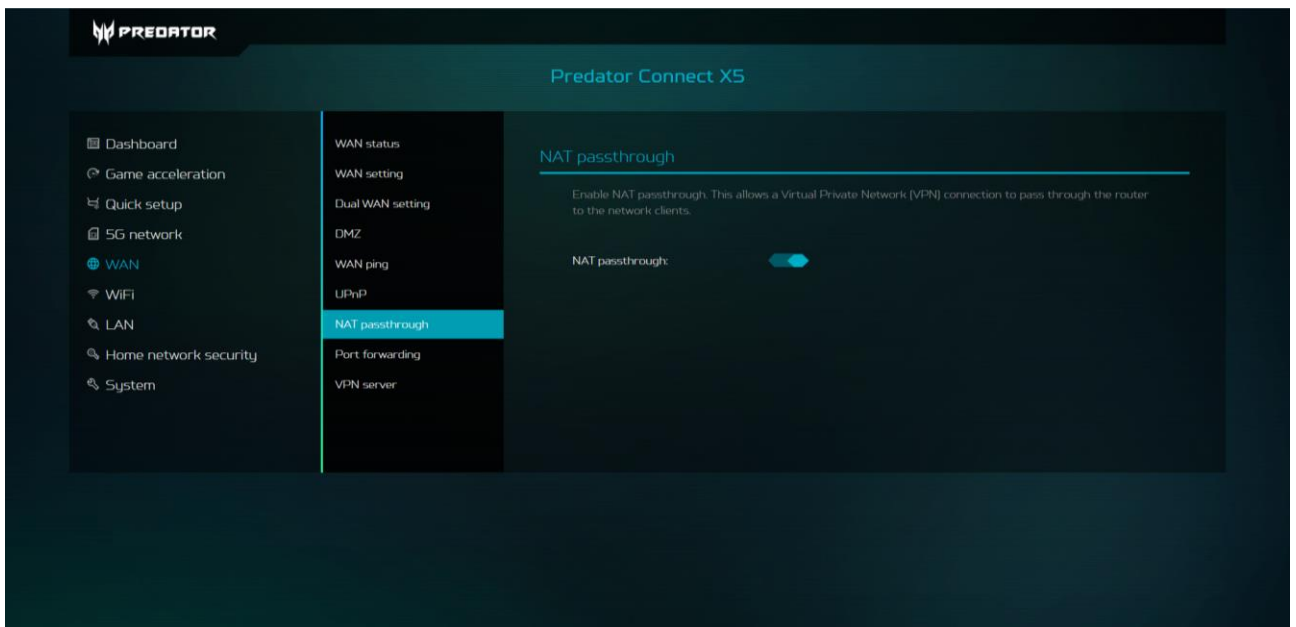 PREDATOR
Predator Connect X5
Dashboard
Game acceleration
Quick setup
5G network
WAN
WiFi
LAN
Home network security
System
WAN status
WAN setting
Dual WAN setting
DMZ
WAN ping
UPnP
NAT passthrough
Port forwarding
VPN server
NAT passthrough
Enable NAT passthrough. This allows a Virtual Private Network (VPN) connection to pass through the router
to the network clients.
NAT passthrough: